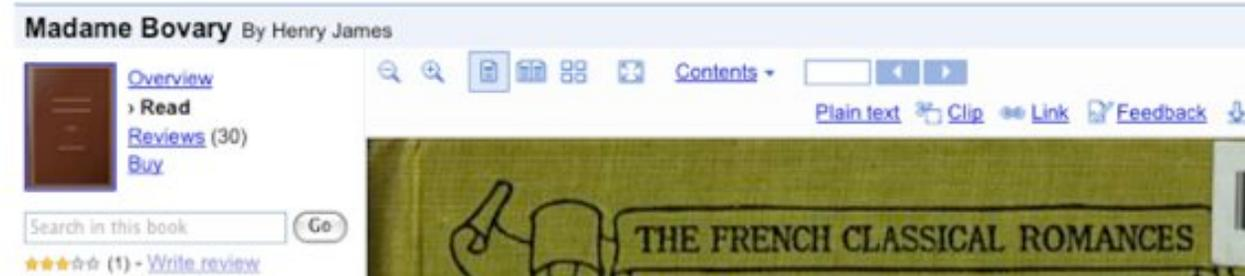 Madame Bovary By Henry James
Overview
› Read
Reviews (30)
Buy
Search in this book Go
(1) - Write review
Contents
Plain text Clip Link Feedback
THE FRENCH CLASSICAL ROMANCES